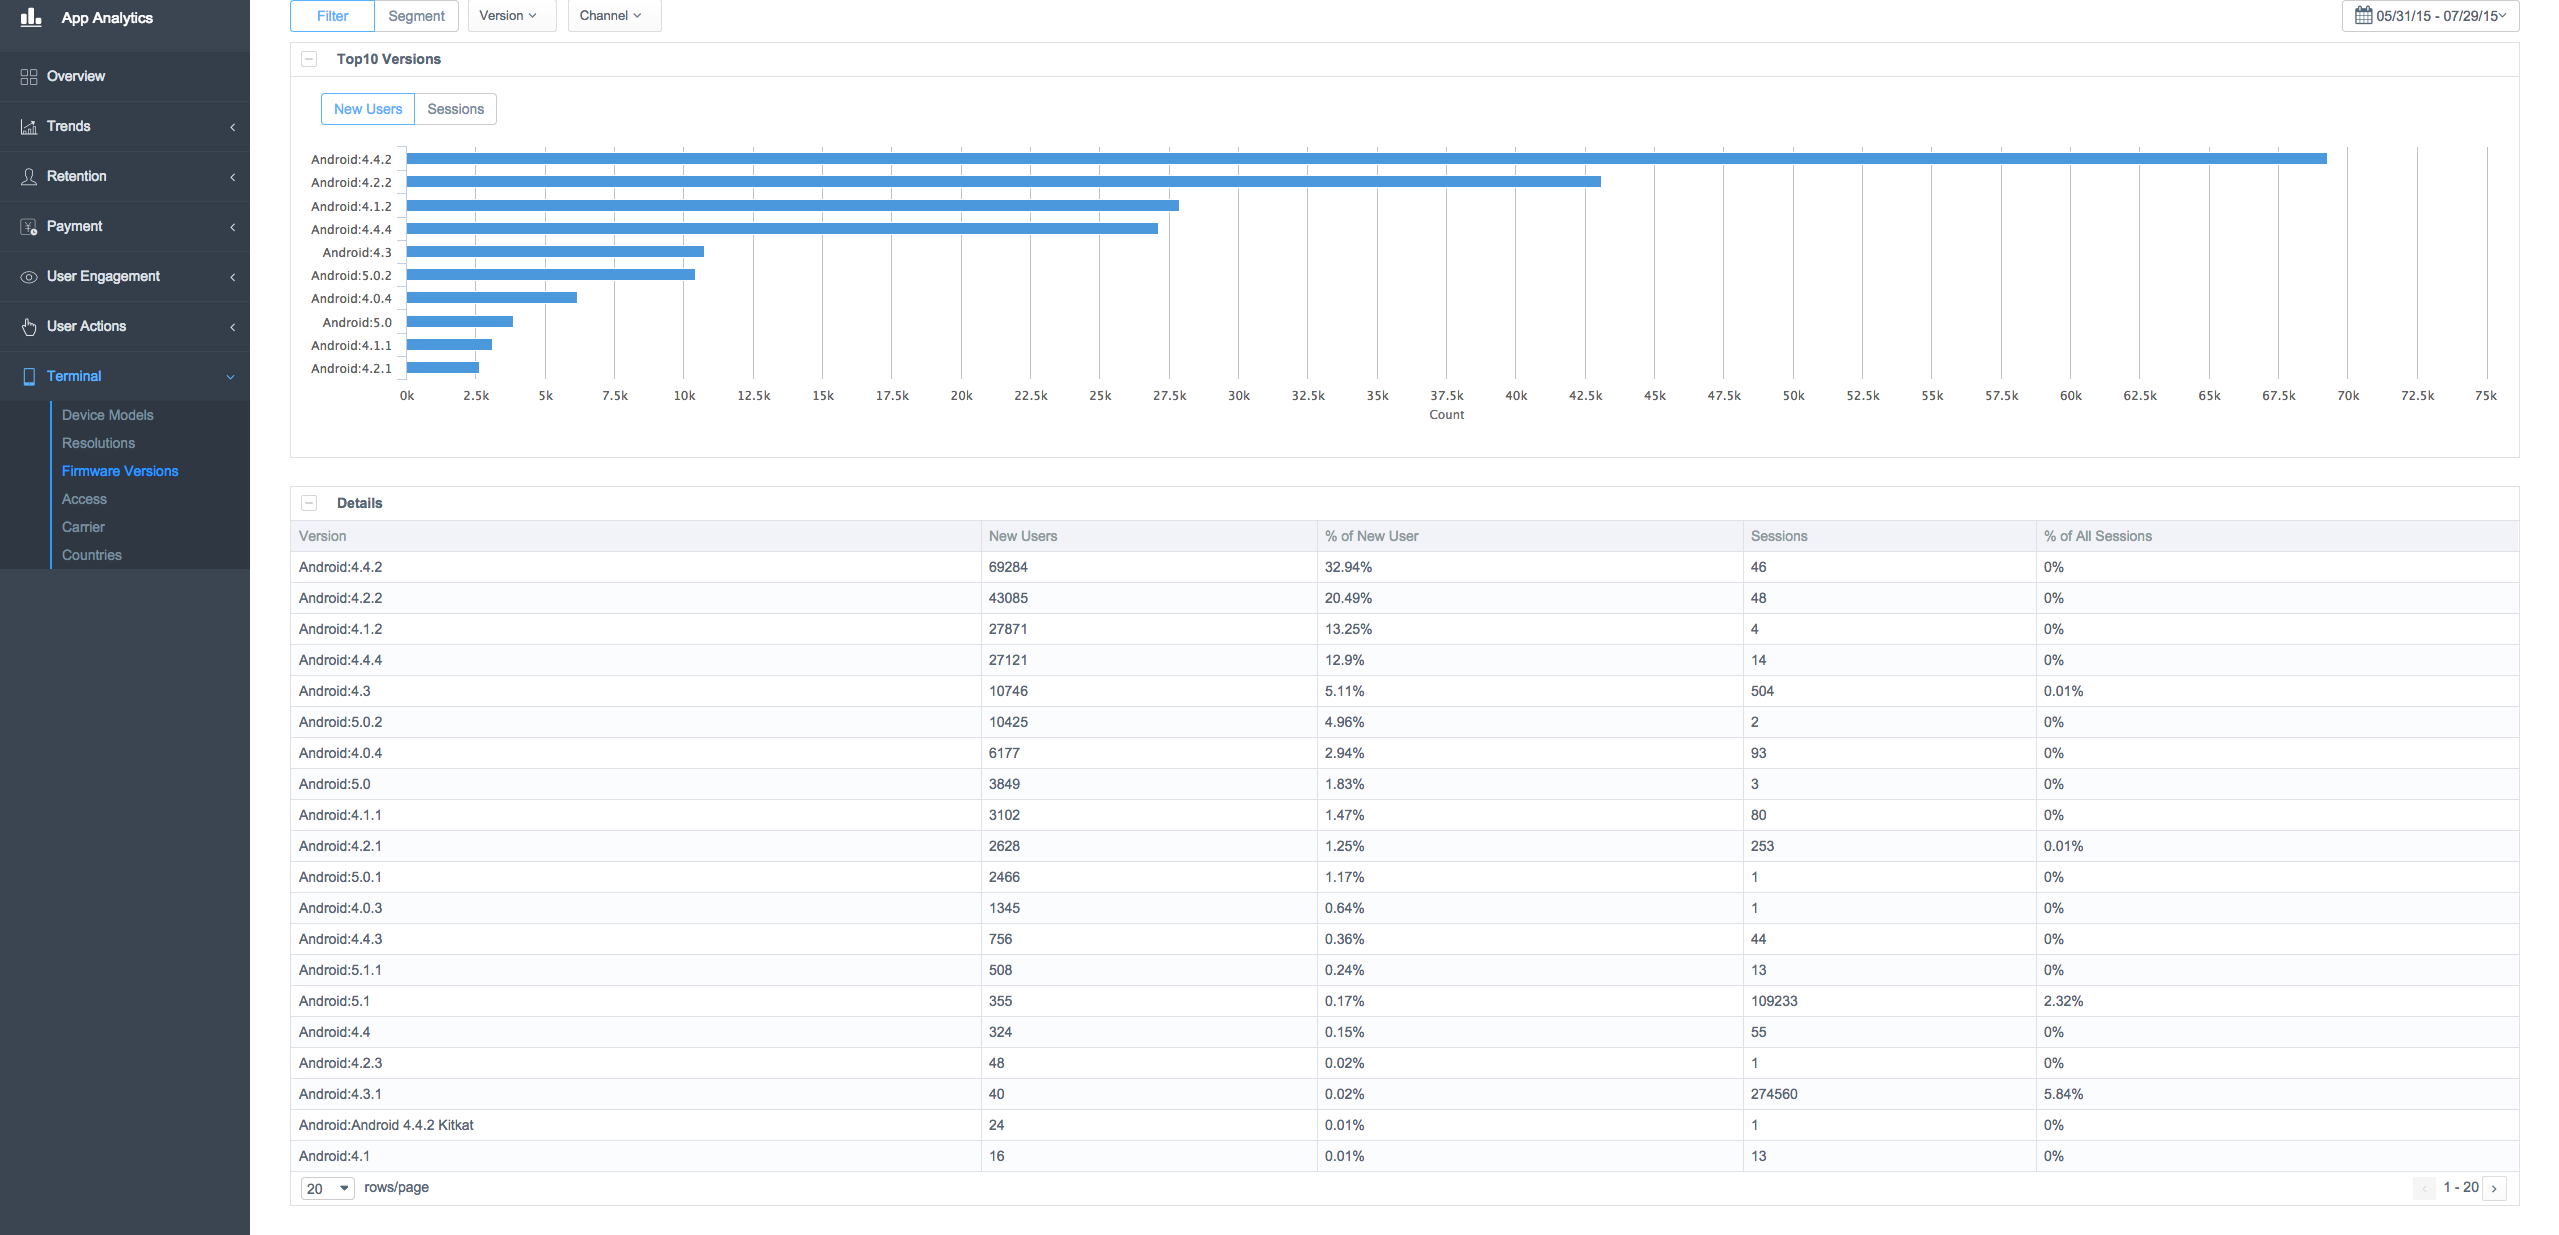 App Analytics
Overview
Trends
Retention
Payment
User Engagement
User Actions
Terminal
Device Models
Resolutions
Firmware Versions
Access
Carrier
Countries
Filter Segment Version Channel 05/31/15 - 07/29/15
Top10 Versions
New Users Sessions
Android:4.4.2
Android:4.2.2
Android:4.1.2
Android:4.4.4
Android:4.3
Android:5.0.2
Android:4.0.4
Android:5.0
Android:4.1.1
Android:4.2.1
0k 2.5k 5k 7.5k 10k 12.5k 15k 17.5k 20k 22.5k 25k 27.5k 30k 32.5k 35k 37.5k 40k 42.5k 45k 47.5k 50k 52.5k 55k 57.5k 60k 62.5k 65k 67.5k 70k 72.5k 75k
Count
Details
Version New Users % of New User Sessions % of All Sessions
Android:4.4.2 69284 32.94% 46 0%
Android:4.2.2 43085 20.49% 48 0%
Android:4.1.2 27871 13.25% 4 0%
Android:4.4.4 27121 12.9% 14 0%
Android:4.3 10746 5.11% 504 0.01%
Android:5.0.2 10425 4.96% 2 0%
Android:4.0.4 6177 2.94% 93 0%
Android:5.0 3849 1.83% 3 0%
Android:4.1.1 3102 1.47% 80 0%
Android:4.2.1 2628 1.25% 253 0.01%
Android:5.0.1 2466 1.17% 1 0%
Android:4.0.3 1345 0.64% 1 0%
Android:4.4.3 756 0.36% 44 0%
Android:5.1.1 508 0.24% 13 0%
Android:5.1 355 0.17% 109233 2.32%
Android:4.4 324 0.15% 55 0%
Android:4.2.3 48 0.02% 1 0%
Android:4.3.1 40 0.02% 274560 5.84%
Android:Android 4.4.2 Kitkat 24 0.01% 1 0%
Android:4.1 16 0.01% 13 0%
20 rows/page 1 - 20